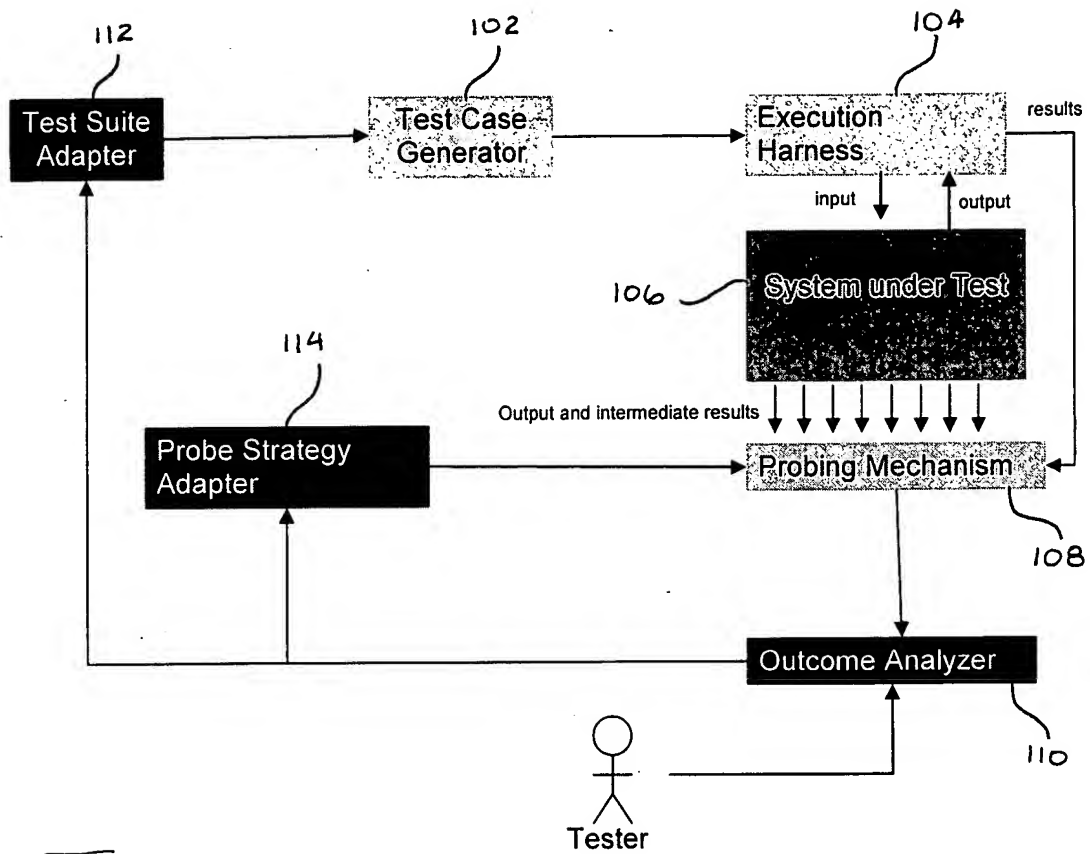 112
102
104
Test Suite
Adapter
Test Case
Generator
Execution
Harness
results
input
output
106
System under Test
114
Output and intermediate results
Probe Strategy
Adapter
Probing Mechanism
108
Outcome Analyzer
110
Tester